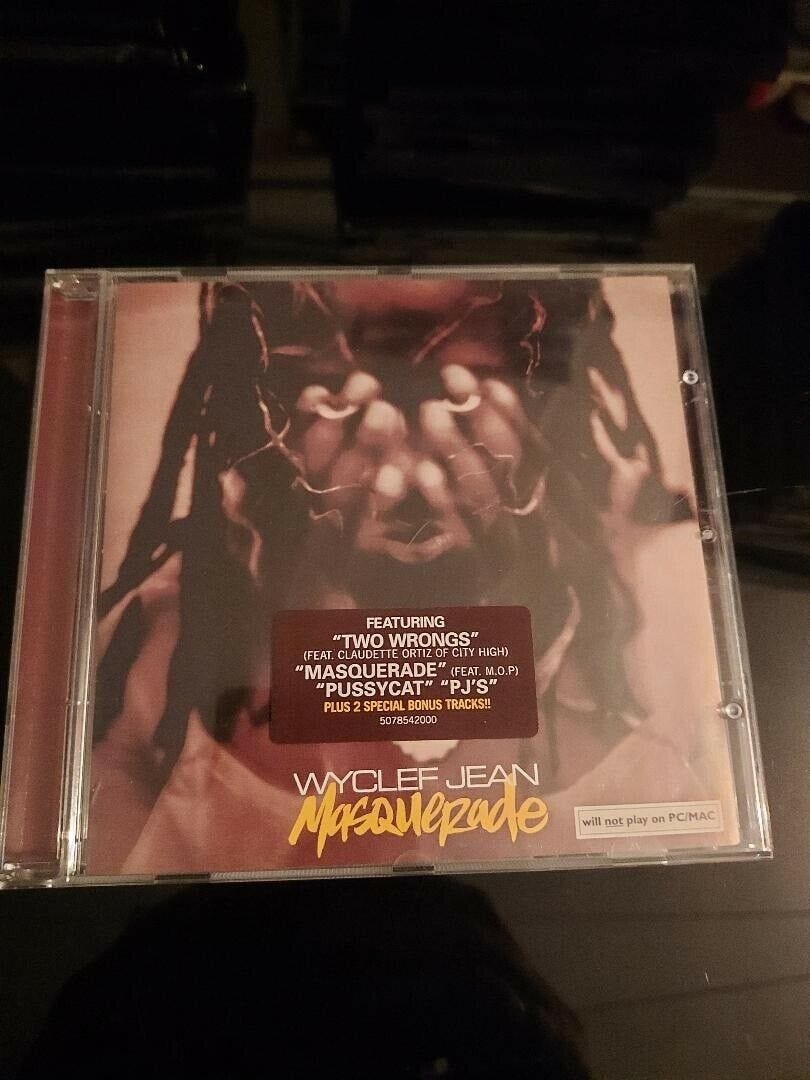 FEATURING
"TWO WRONGS"
(FEAT. CLAUDETTE ORTIZ OF CITY HIGH)
"MASQUERADE" (FEAT. M.O.P)
"PUSSYCAT" "PJ'S"
PLUS 2 SPECIAL BONUS TRACKS!!
5078542000
WYCLEF JEAN
Masquerade
will not play on PC/MAC